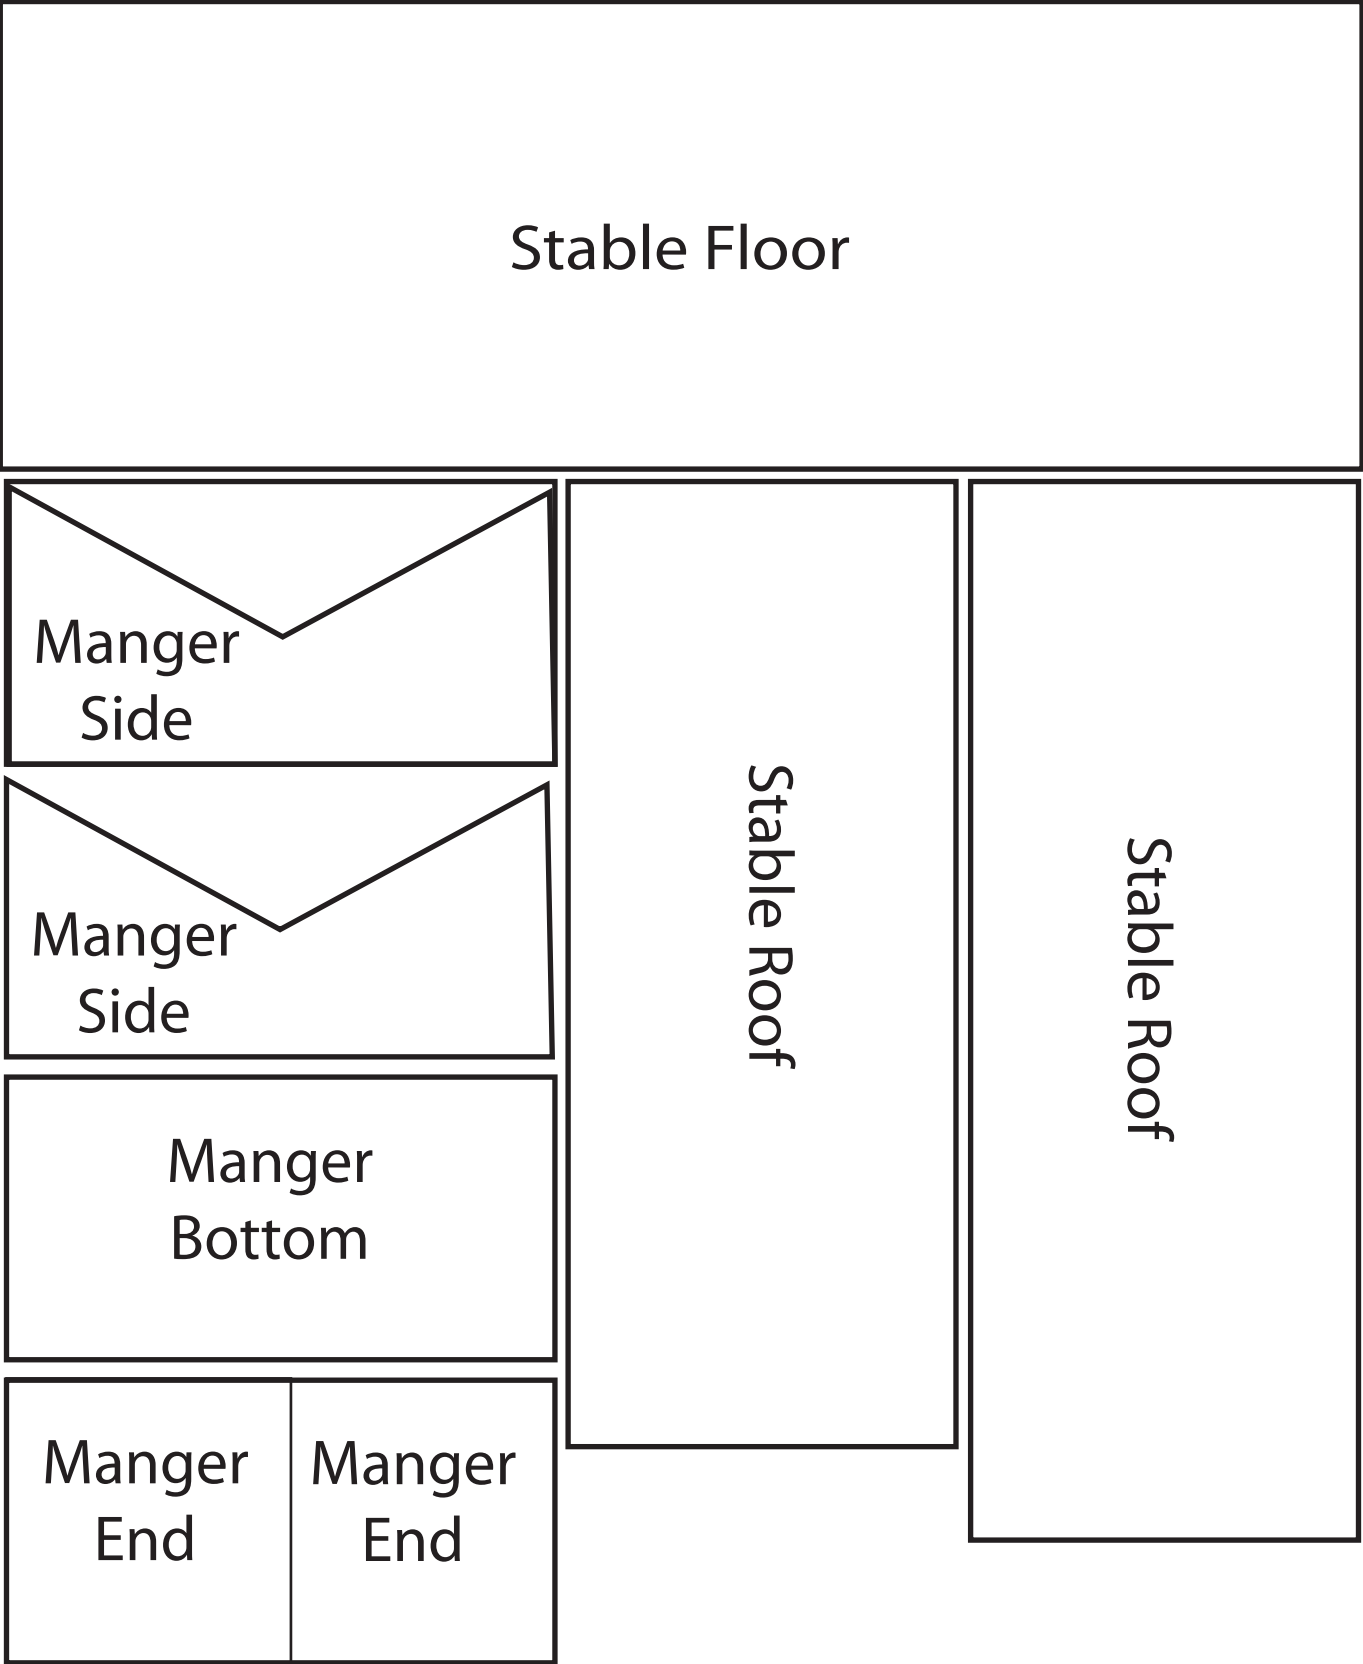 Stable Floor
Manger
Side
Manger
Side
Manger
Bottom
Manger
End
Manger
End
Stable Roof
Stable Roof